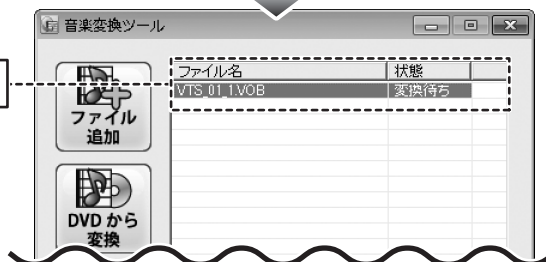 音楽変換ツール
ファイル名 状態
VTS_01_1.VOB 変換待ち
ファイル
追加
DVD から
変換